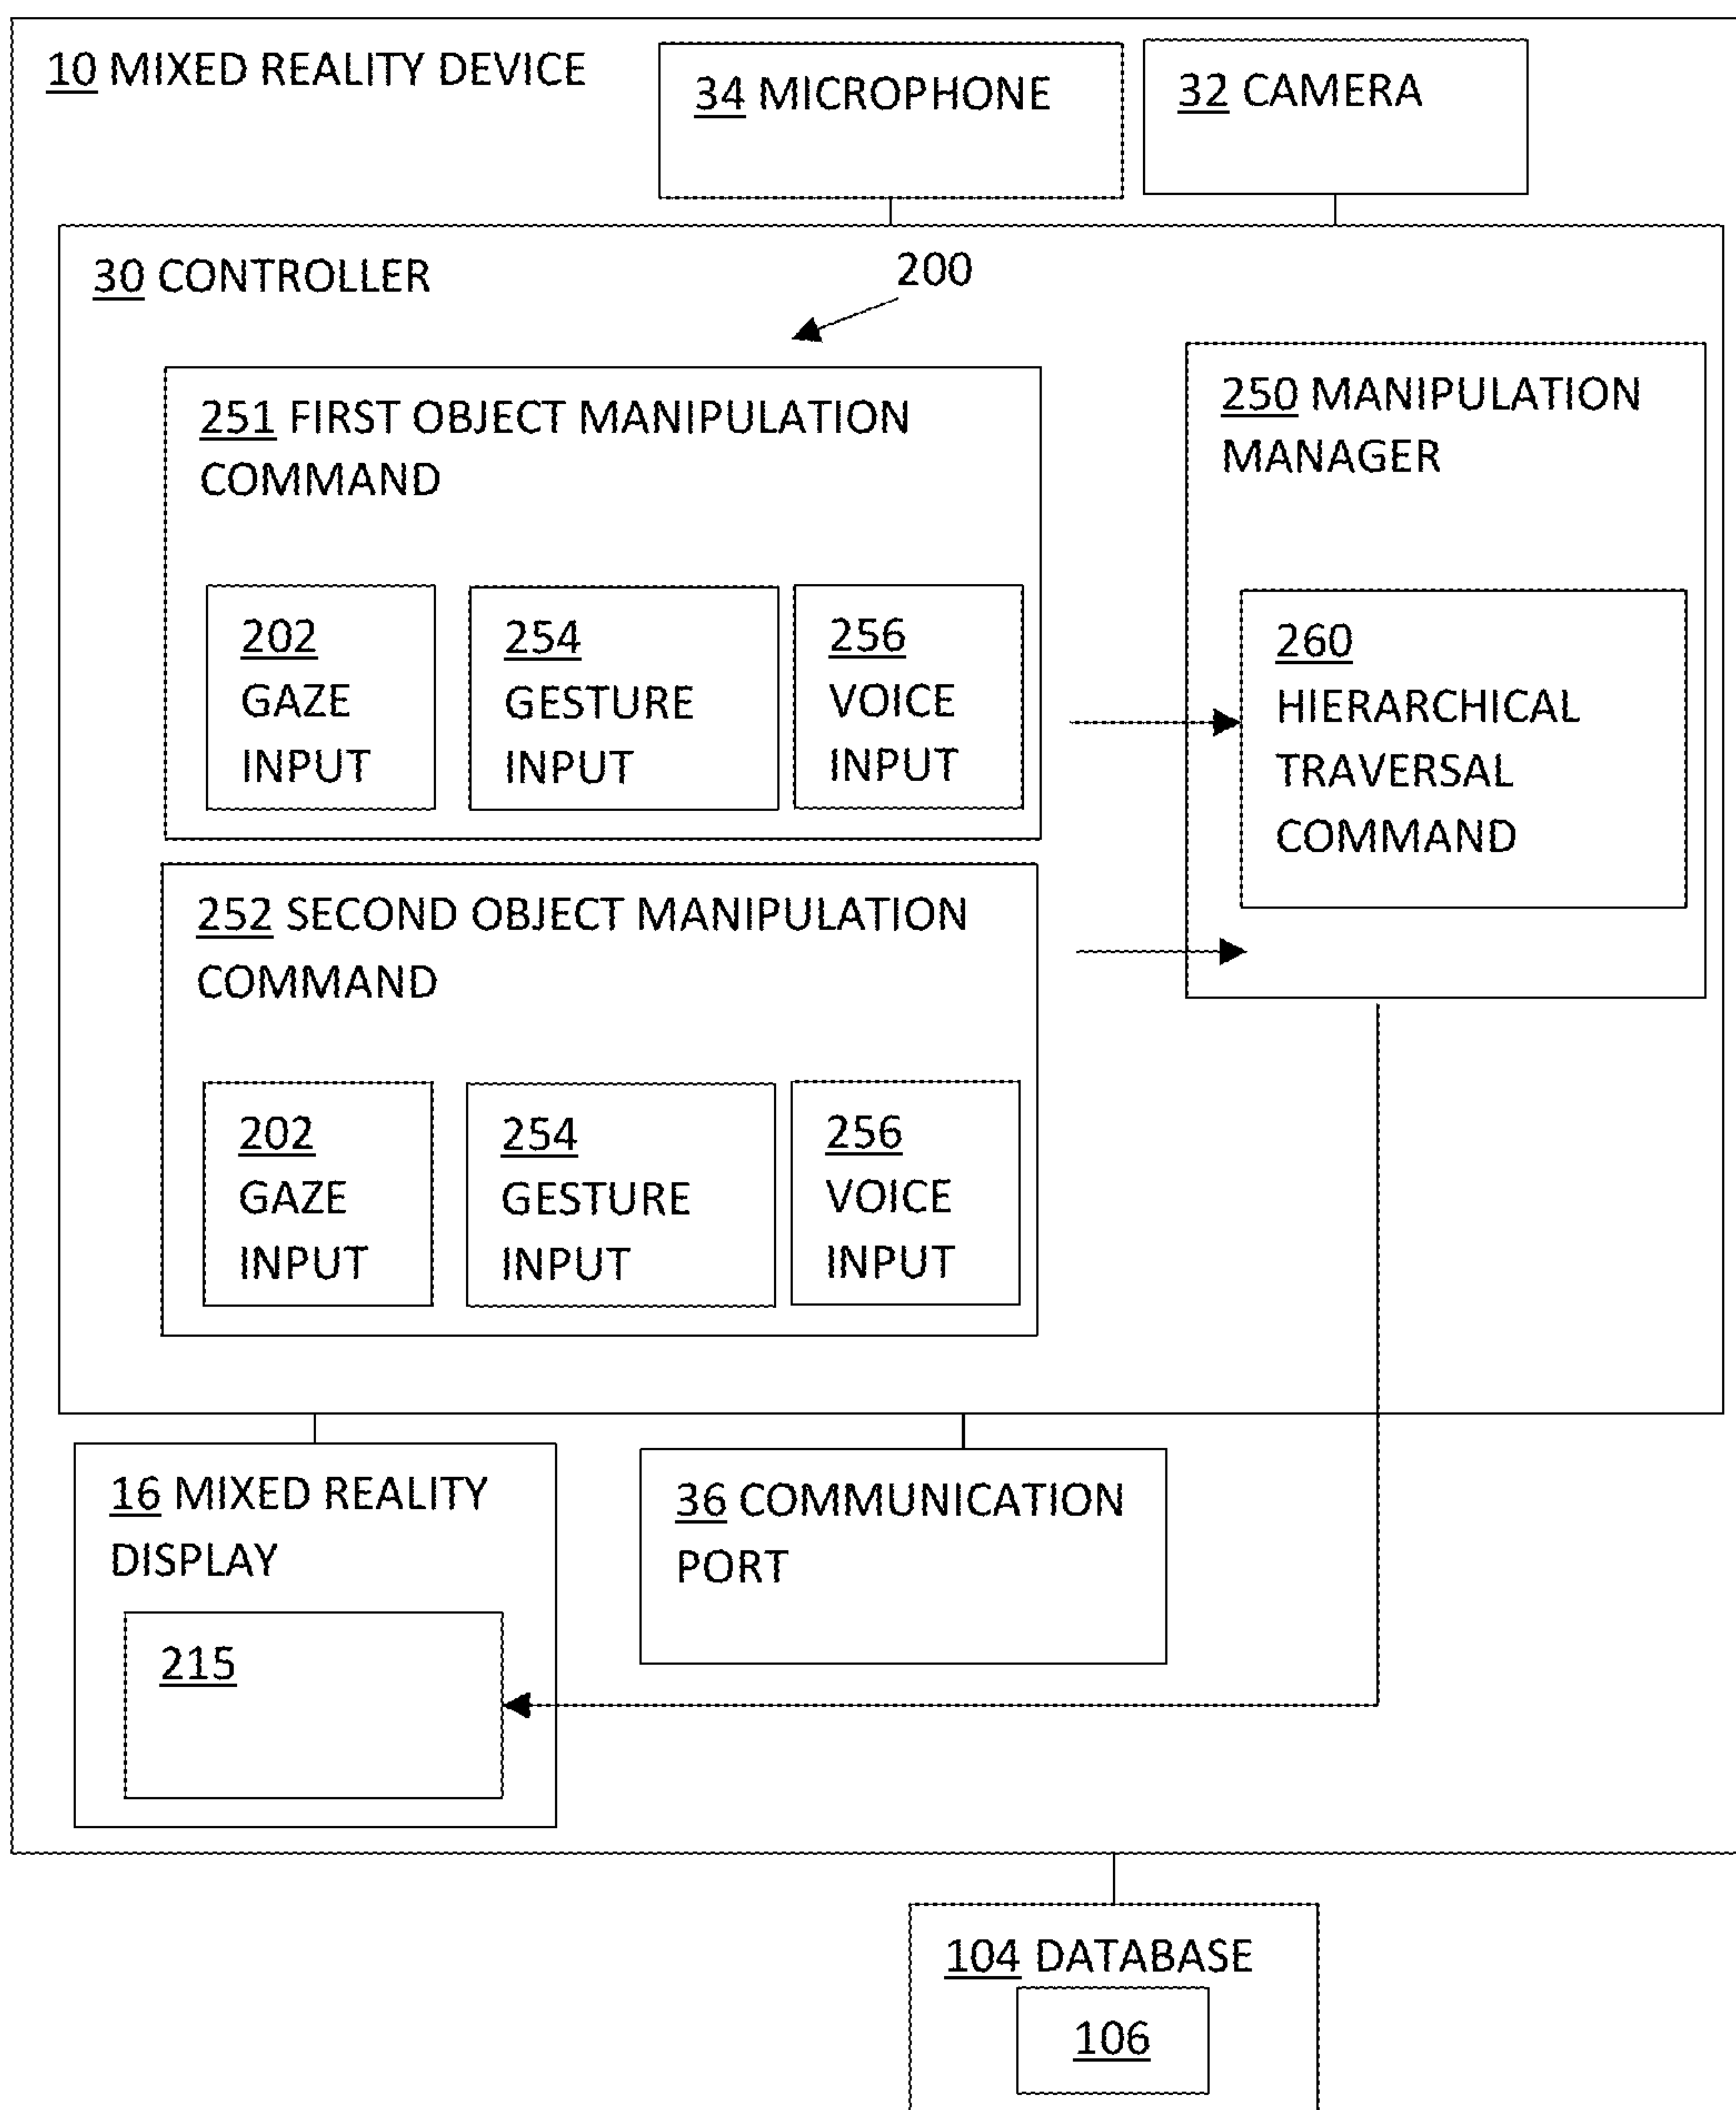 10 MIXED REALITY DEVICE
34 MICROPHONE
32 CAMERA
30 CONTROLLER
200
251 FIRST OBJECT MANIPULATION
COMMAND
202
GAZE
INPUT
254
GESTURE
INPUT
256
VOICE
INPUT
250 MANIPULATION
MANAGER
260
HIERARCHICAL
TRAVERSAL
COMMAND
252 SECOND OBJECT MANIPULATION
COMMAND
202
GAZE
INPUT
254
GESTURE
INPUT
256
VOICE
INPUT
16 MIXED REALITY
DISPLAY
215
36 COMMUNICATION
PORT
104 DATABASE
106